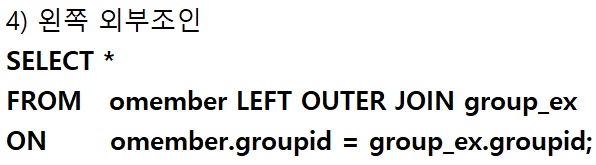 4) 왼쪽 외부조인
SELECT *
FROM omember LEFT OUTER JOIN group_ex
ON omember.groupid = group_ex.groupid;